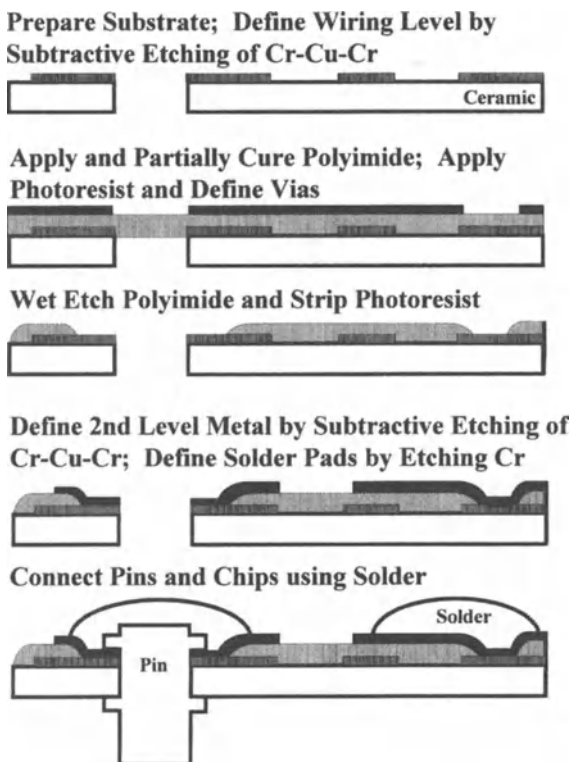 Prepare Substrate; Define Wiring Level by
Subtractive Etching of Cr-Cu-Cr
Ceramic
Apply and Partially Cure Polyimide; Apply
Photoresist and Define Vias
Wet Etch Polyimide and Strip Photoresist
Define 2nd Level Metal by Subtractive Etching of
Cr-Cu-Cr; Define Solder Pads by Etching Cr
Connect Pins and Chips using Solder
Solder
Pin